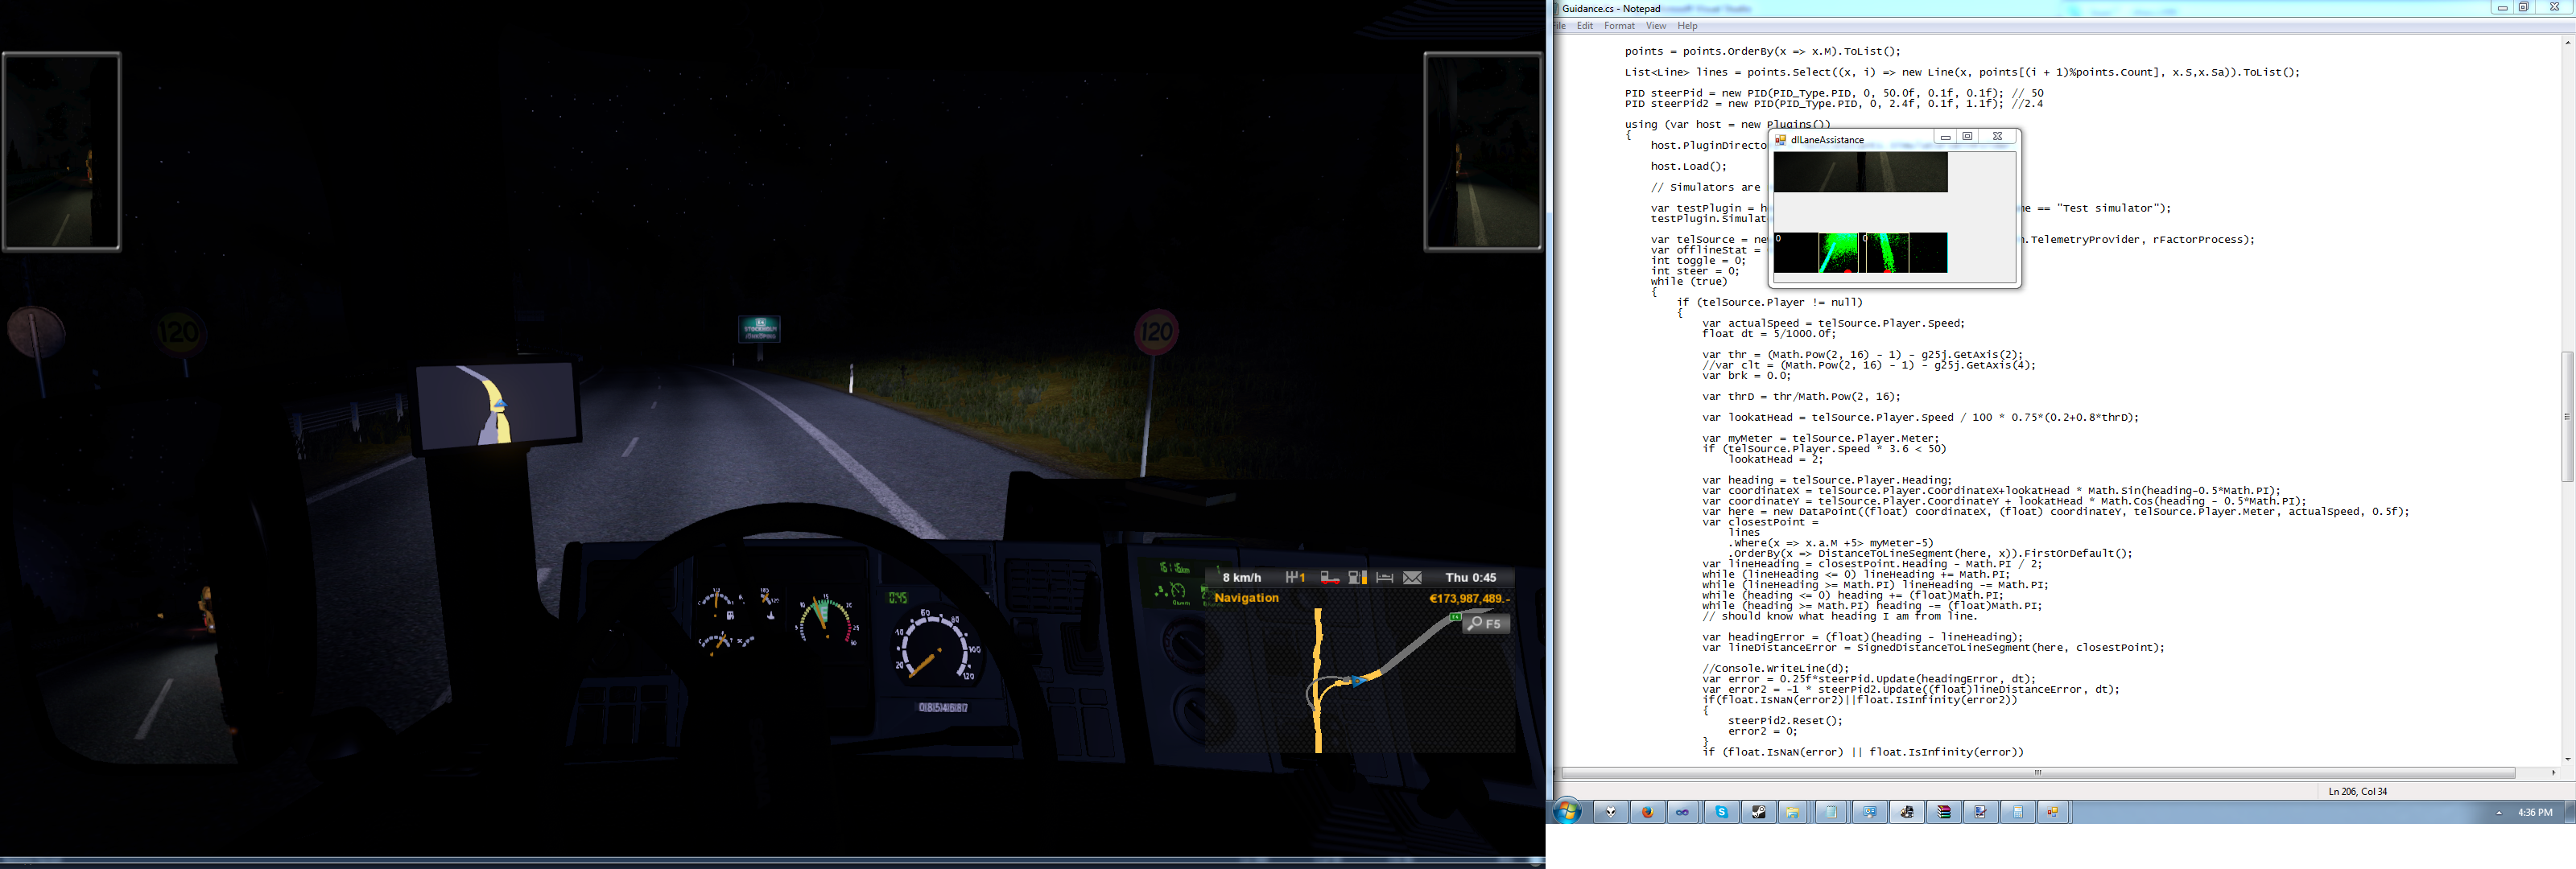 120
STOCKHOLM
JÖNKÖPING
120
8 km/h
1
Thu 0:45
Navigation
€173,987,489.-
F5
0:45
0854687
Guidance.cs - Notepad
File Edit Format View Help
points = points.OrderBy(x => x.M).ToList();
List<Line> lines = points.Select((x, i) => new Line(x, points[(i + 1)%points.Count], x.S,x.Sa)).ToList();
PID steerPid = new PID(PID_Type.PID, 0, 50.0f, 0.1f, 0.1f); // 50
PID steerPid2 = new PID(PID_Type.PID, 0, 2.4f, 0.1f, 1.1f); //2.4
using (var host = new Plugins())
{
host.PluginDirecto
host.Load();
// Simulators are
var testPlugin = h me == "Test simulator");
testPlugin.Simulat
var telSource = ne n.TelemetryProvider, rFactorProcess);
var offlineStat =
int toggle = 0;
int steer = 0;
while (true)
{
if (telSource.Player != null)
{
var actualSpeed = telSource.Player.Speed;
float dt = 5/1000.0f;
var thr = (Math.Pow(2, 16) - 1) - g25j.GetAxis(2);
//var clt = (Math.Pow(2, 16) - 1) - g25j.GetAxis(4);
var brk = 0.0;
var thrD = thr/Math.Pow(2, 16);
var lookatHead = telSource.Player.Speed / 100 * 0.75*(0.2+0.8*thrD);
var myMeter = telSource.Player.Meter;
if (telSource.Player.Speed * 3.6 < 50)
lookatHead = 2;
var heading = telSource.Player.Heading;
var coordinateX = telSource.Player.CoordinateX+lookatHead * Math.Sin(heading-0.5*Math.PI);
var coordinateY = telSource.Player.CoordinateY + lookatHead * Math.Cos(heading - 0.5*Math.PI);
var here = new DataPoint((float) coordinateX, (float) coordinateY, telSource.Player.Meter, actualSpeed, 0.5f);
var closestPoint =
lines
.Where(x => x.a.M +5> myMeter-5)
.OrderBy(x => DistanceToLineSegment(here, x)).FirstOrDefault();
var lineHeading = closestPoint.Heading - Math.PI / 2;
while (lineHeading <= 0) lineHeading += Math.PI;
while (lineHeading >= Math.PI) lineHeading -= Math.PI;
while (heading <= 0) heading += (float)Math.PI;
while (heading >= Math.PI) heading -= (float)Math.PI;
// should know what heading I am from line.
var headingError = (float)(heading - lineHeading);
var lineDistanceError = SignedDistanceToLineSegment(here, closestPoint);
//Console.WriteLine(d);
var error = 0.25f*steerPid.Update(headingError, dt);
var error2 = -1 * steerPid2.Update((float)lineDistanceError, dt);
if(float.IsNaN(error2)||float.IsInfinity(error2))
{
steerPid2.Reset();
error2 = 0;
}
if (float.IsNaN(error) || float.IsInfinity(error))
dlLaneAssistance
0
0
Ln 206, Col 34
4:36 PM